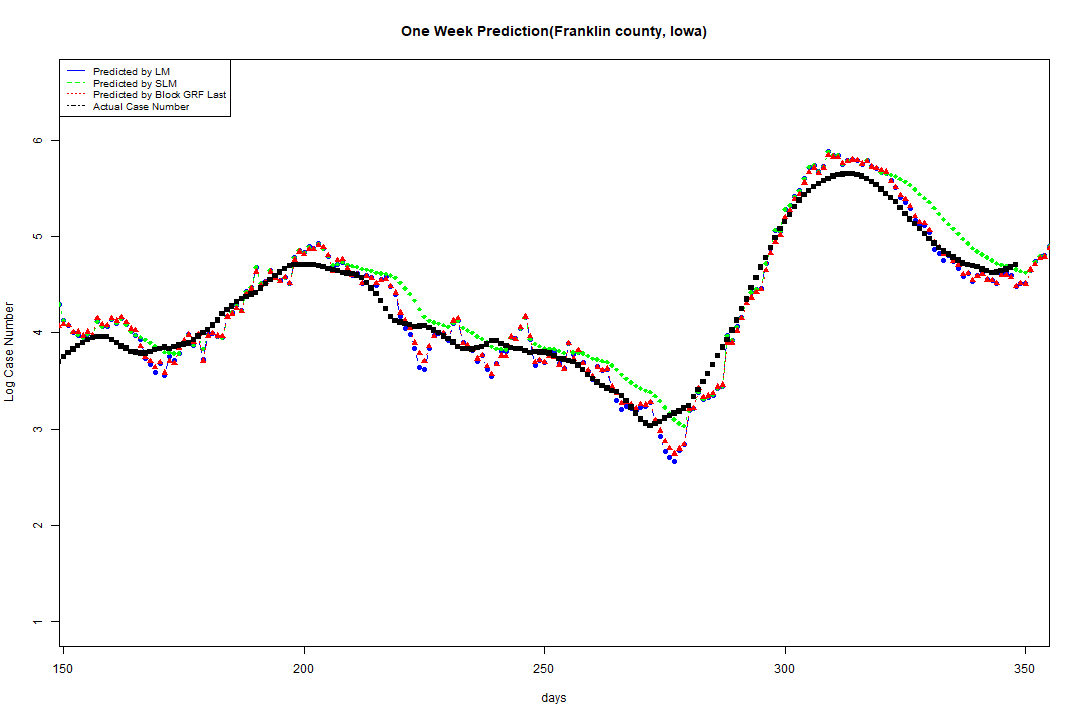 One Week Prediction(Franklin county, Iowa)
Predicted by LM
Predicted by SLM
Predicted by Block GRF Last
Actual Case Number
6
5
4
3
2
1
Log Case Number
150 200 250 300 350
days